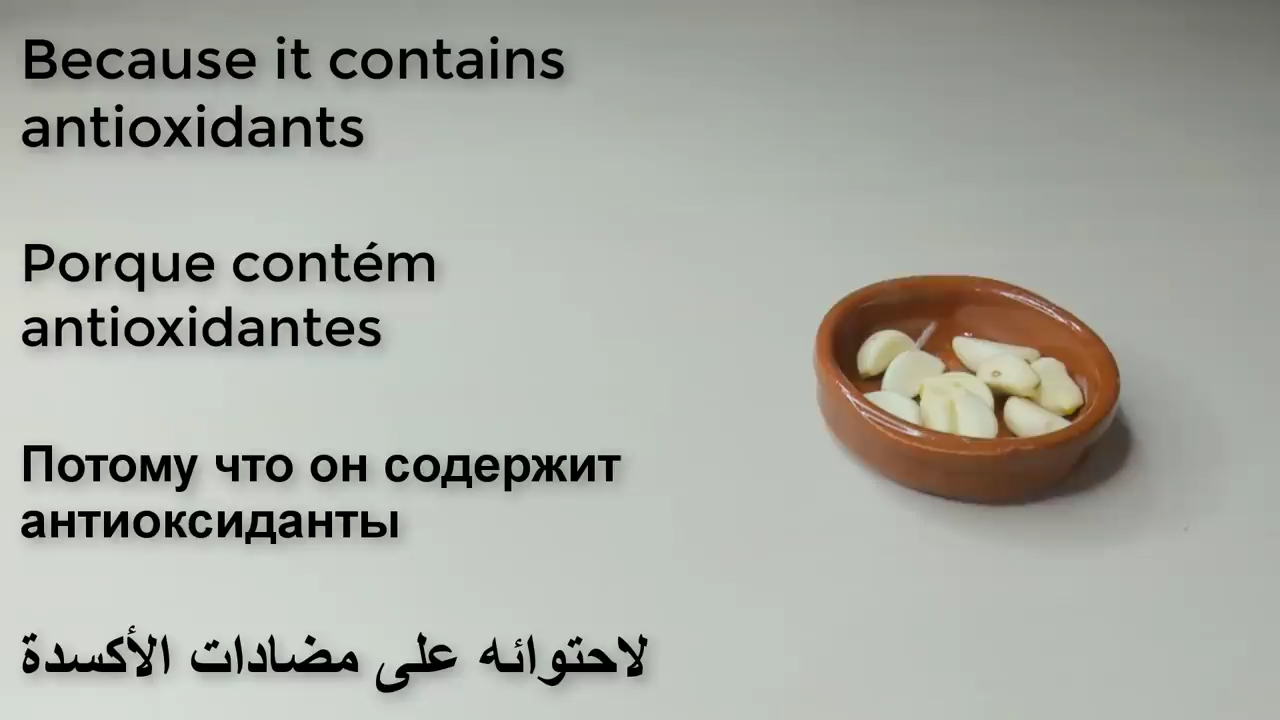 Because it contains
antioxidants
Porque contém
antioxidantes
Потому что он содержит
антиоксиданты
لاحتوائه على مضادات الأكسدة